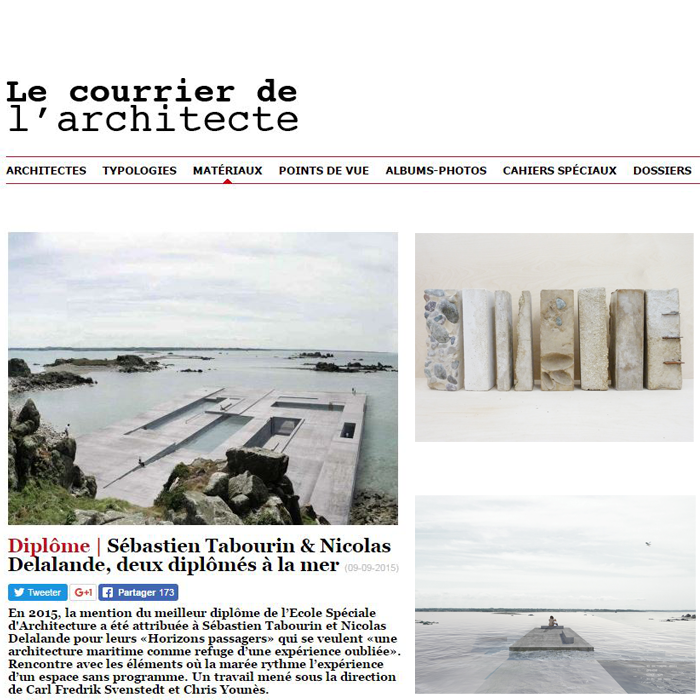 Le courrier de
l’architecte
ARCHITECTES TYPOLOGIES MATÉRIAUX POINTS DE VUE ALBUMS-PHOTOS CAHIERS SPÉCIAUX DOSSIERS
Diplôme | Sébastien Tabourin & Nicolas
Delalande, deux diplômés à la mer (09-09-2015)
Tweeter G+1 Partager 173
En 2015, la mention du meilleur diplôme de l’Ecole Spéciale
d'Architecture a été attribuée à Sébastien Tabourin et Nicolas
Delalande pour leurs «Horizons passagers» qui se veulent «une
architecture maritime comme refuge d’une expérience oubliée».
Rencontre avec les éléments où la marée rythme l’expérience
d’un espace sans programme. Un travail mené sous la direction
de Carl Fredrik Svenstedt et Chris Younès.